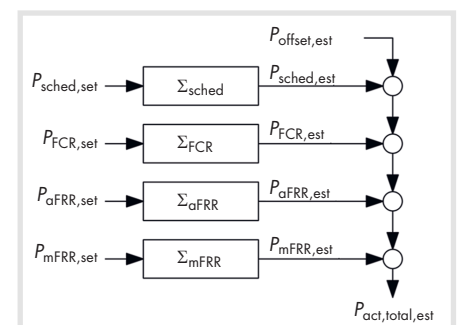 P_offset,est
P_sched,set Σ_sched P_sched,est
P_FCR,set Σ_FCR P_FCR,est
P_aFRR,set Σ_aFRR P_aFRR,est
P_mFRR,set Σ_mFRR P_mFRR,est
P_act,total,est